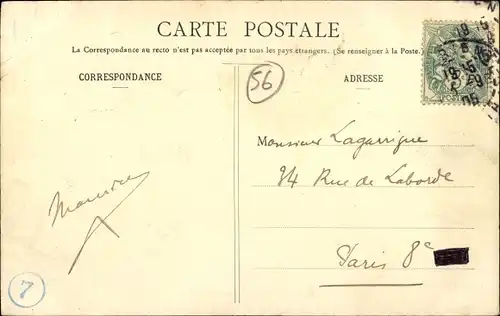 CARTE POSTALE
La Correspondance au recto n'est pas acceptée par tous les pays étrangers. (Se renseigner à la Poste.)
CORRESPONDANCE
56
ADRESSE
Monsieur Lagarrigue
94 Rue de Laborde
Paris 8e
Maurice
7